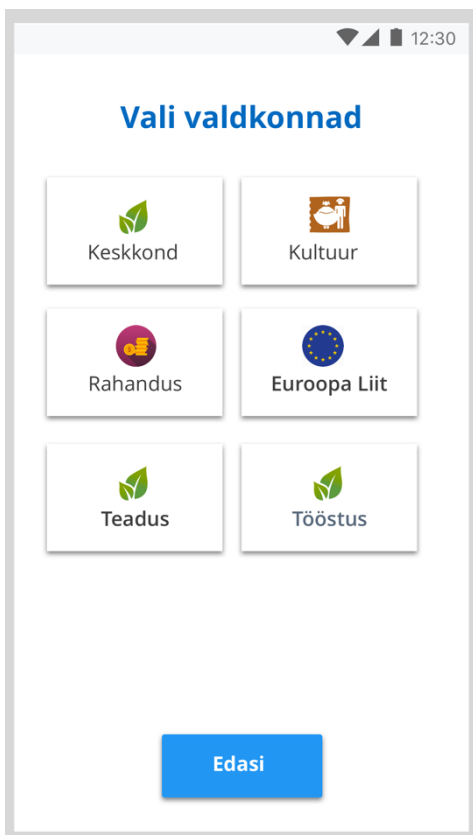 12:30
Vali valdkonnad
Keskkond
Kultuur
Rahandus
Euroopa Liit
Teadus
Tööstus
Edasi